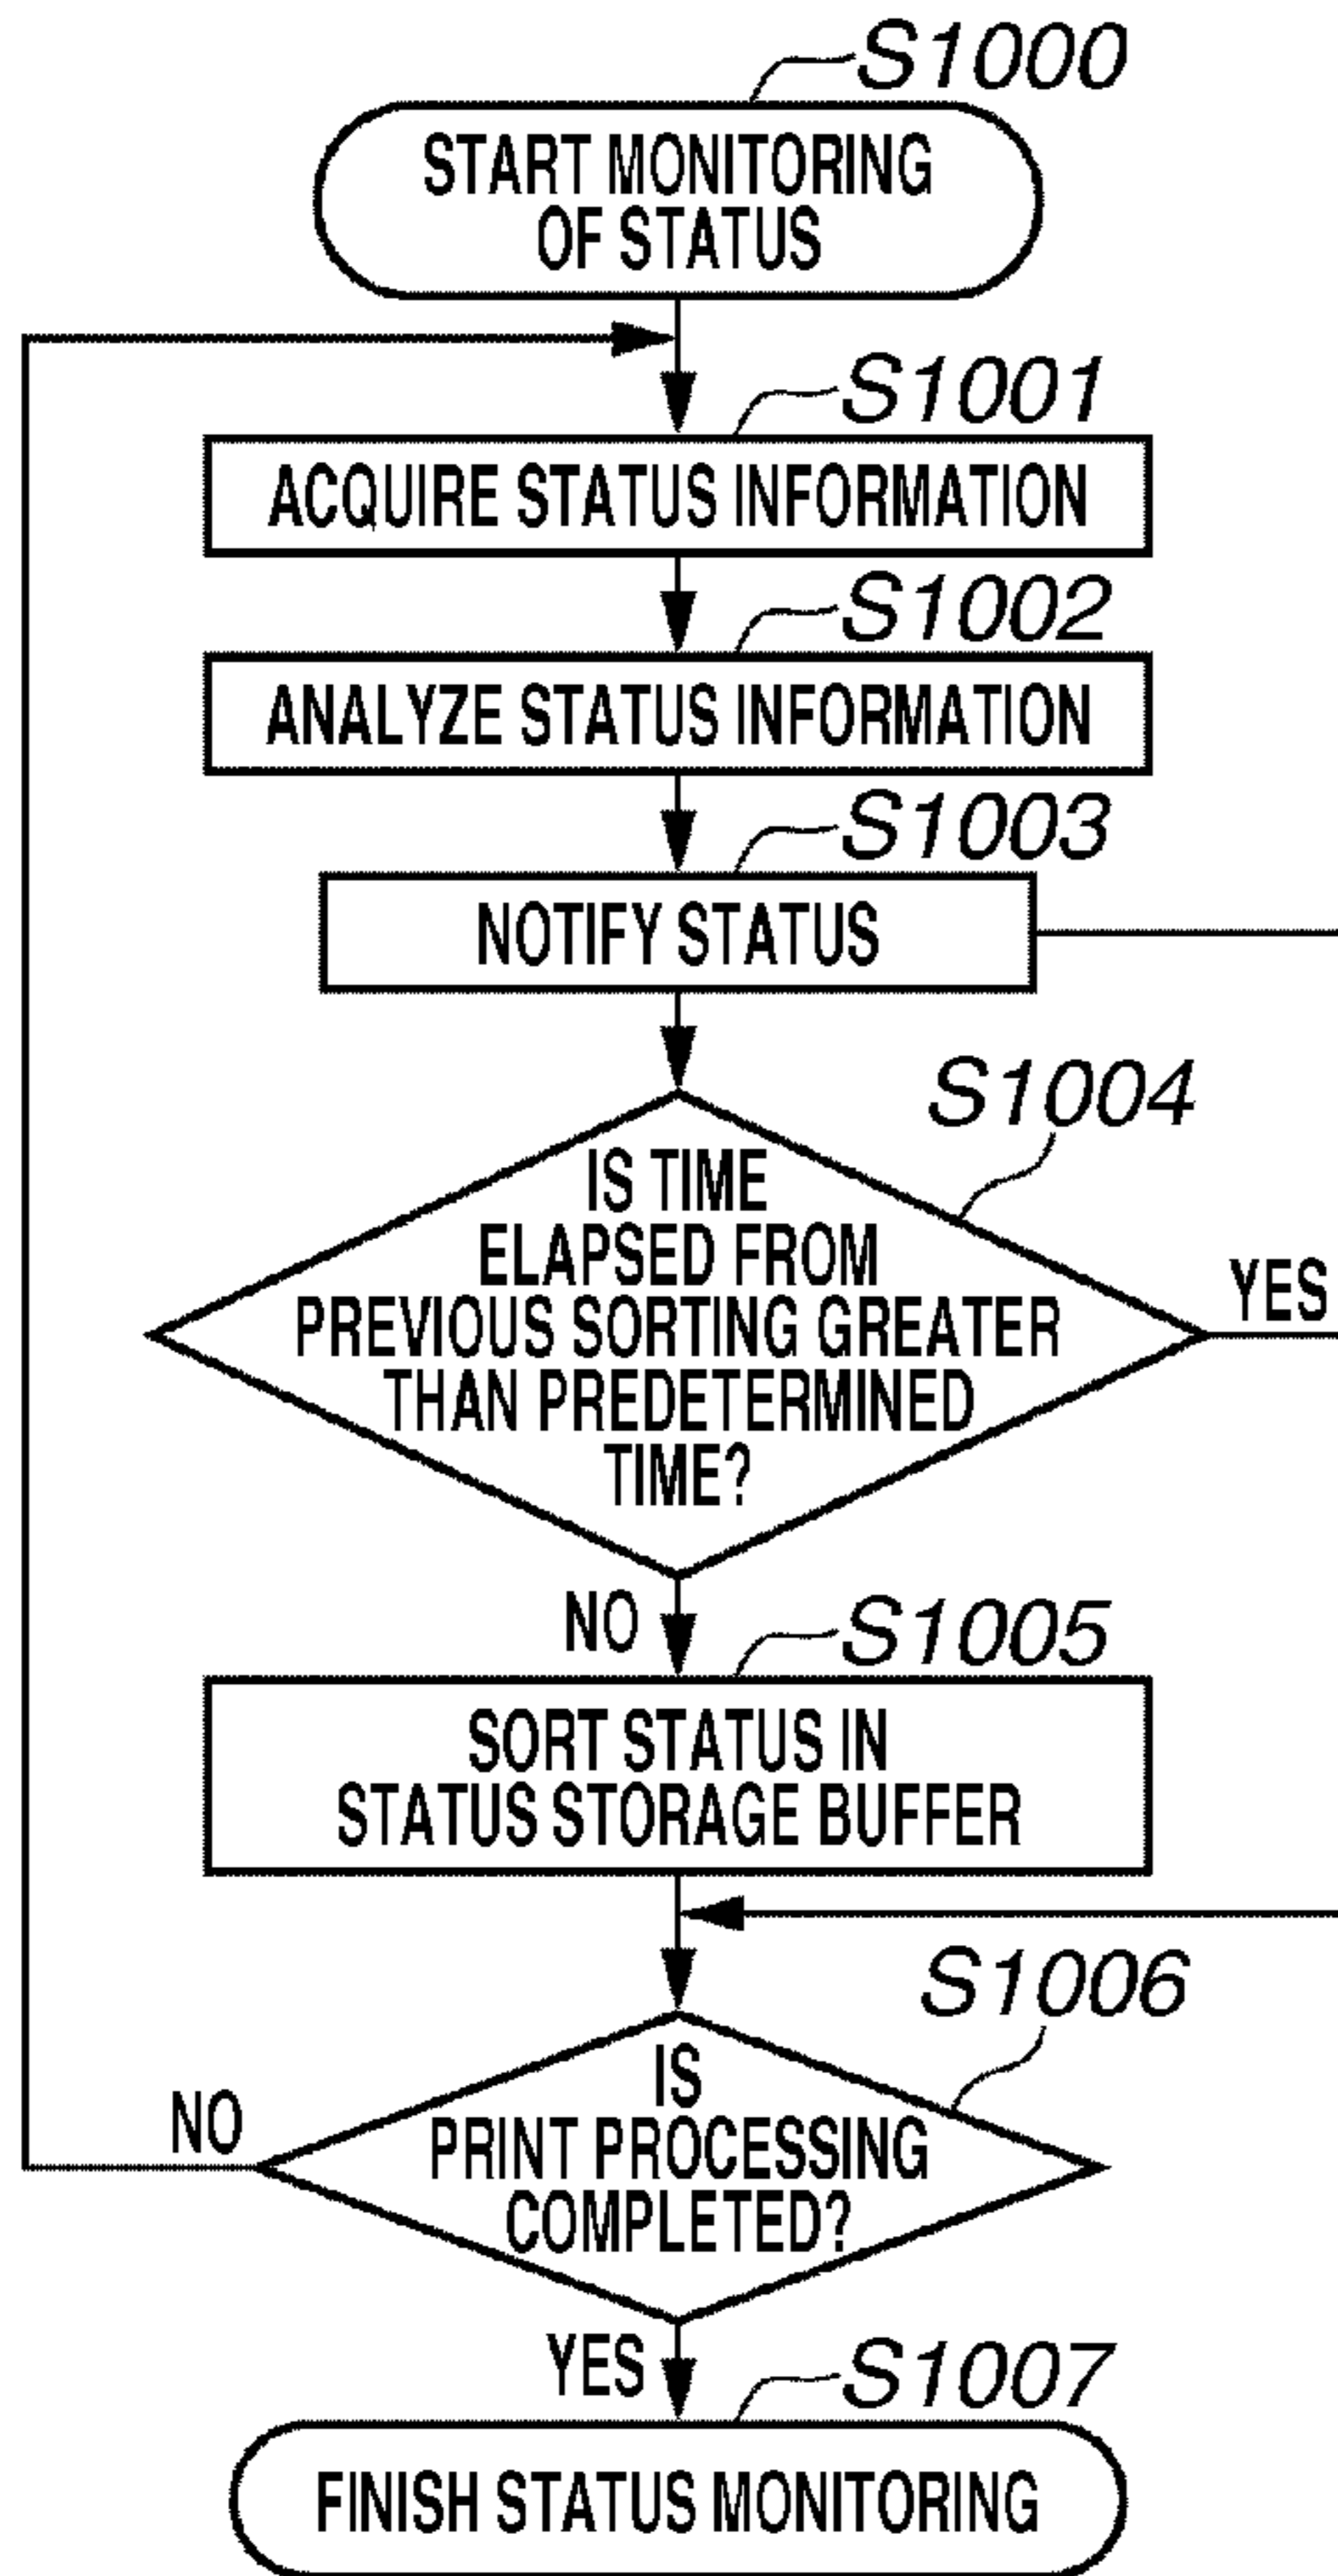 S1000
START MONITORING
OF STATUS
S1001
ACQUIRE STATUS INFORMATION
S1002
ANALYZE STATUS INFORMATION
S1003
NOTIFY STATUS
S1004
IS TIME
ELAPSED FROM
PREVIOUS SORTING GREATER
THAN PREDETERMINED
TIME?
YES
NO
S1005
SORT STATUS IN
STATUS STORAGE BUFFER
S1006
IS
PRINT PROCESSING
COMPLETED?
NO
YES
S1007
FINISH STATUS MONITORING